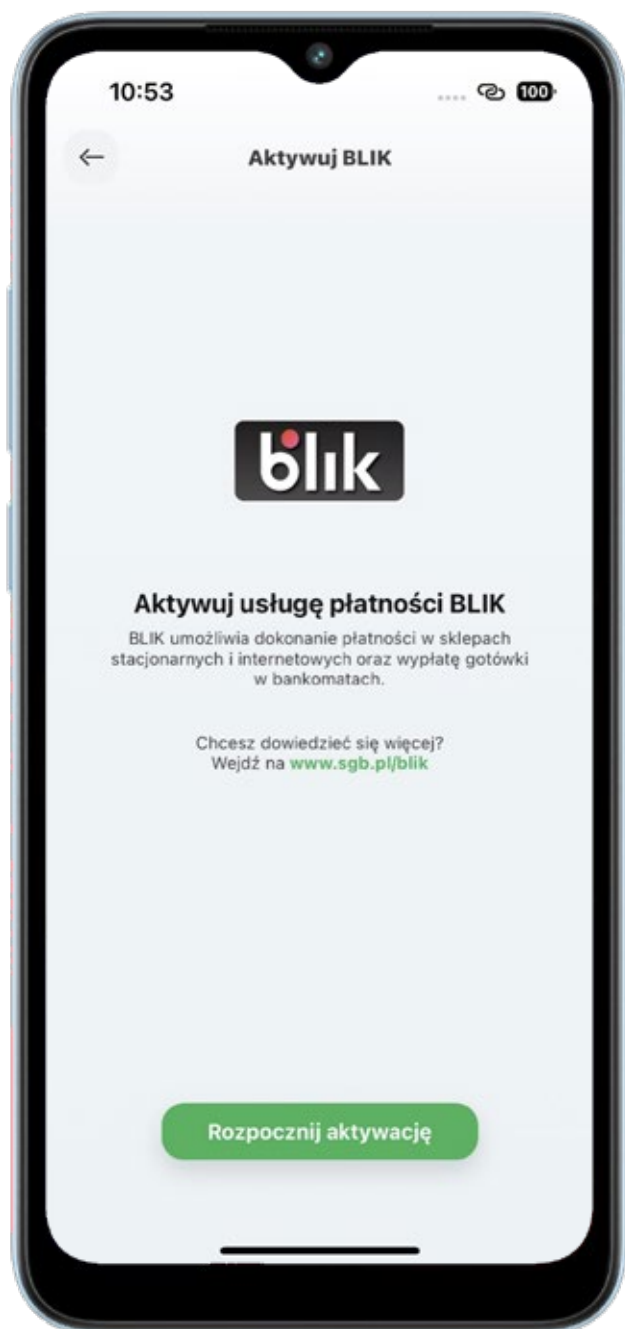 10:53
100
Aktywuj BLIK
blik
Aktywuj usługę płatności BLIK
BLIK umożliwia dokonanie płatności w sklepach
stacjonarnych i internetowych oraz wypłatę gotówki
w bankomatach.
Chcesz dowiedzieć się więcej?
Wejdź na www.sgb.pl/blik
Rozpocznij aktywację